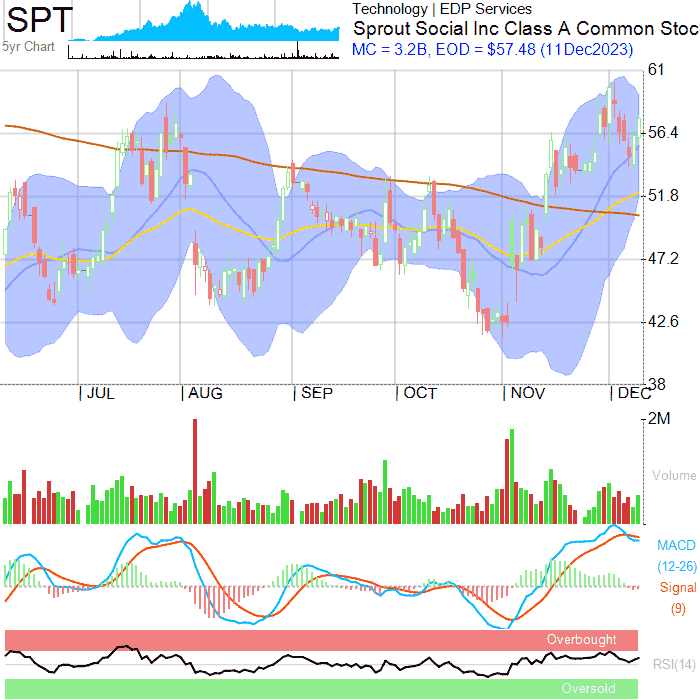 SPT
5yr Chart
Technology | EDP Services
Sprout Social Inc Class A Common Stoc
MC = 3.2B, EOD = $57.48 (11Dec2023)
61
56.4
51.8
47.2
42.6
38
JUL AUG SEP OCT NOV DEC
2M
Volume
MACD
(12-26)
Signal
(9)
Overbought
RSI(14)
Oversold